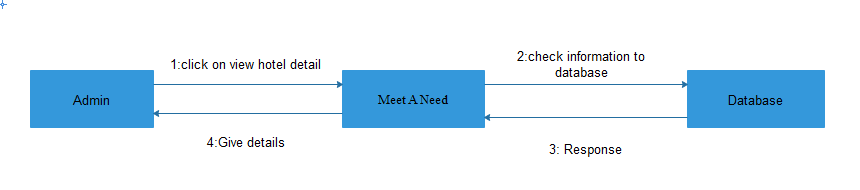 1:click on view hotel detail
2:check information to
database
Admin
Meet A Need
Database
4:Give details
3: Response